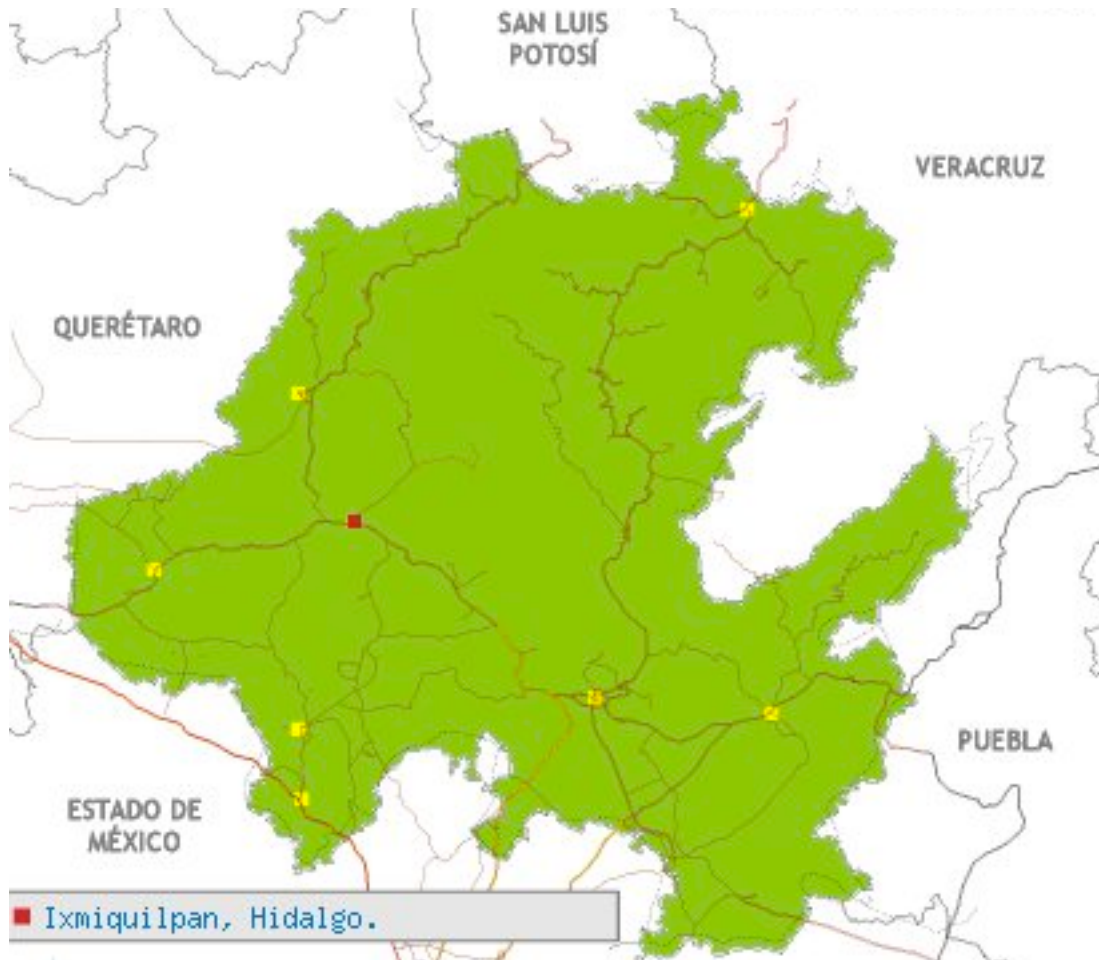 SAN LUIS
POTOSÍ
VERACRUZ
QUERÉTARO
PUEBLA
ESTADO DE
MÉXICO
Ixmiquilpan, Hidalgo.